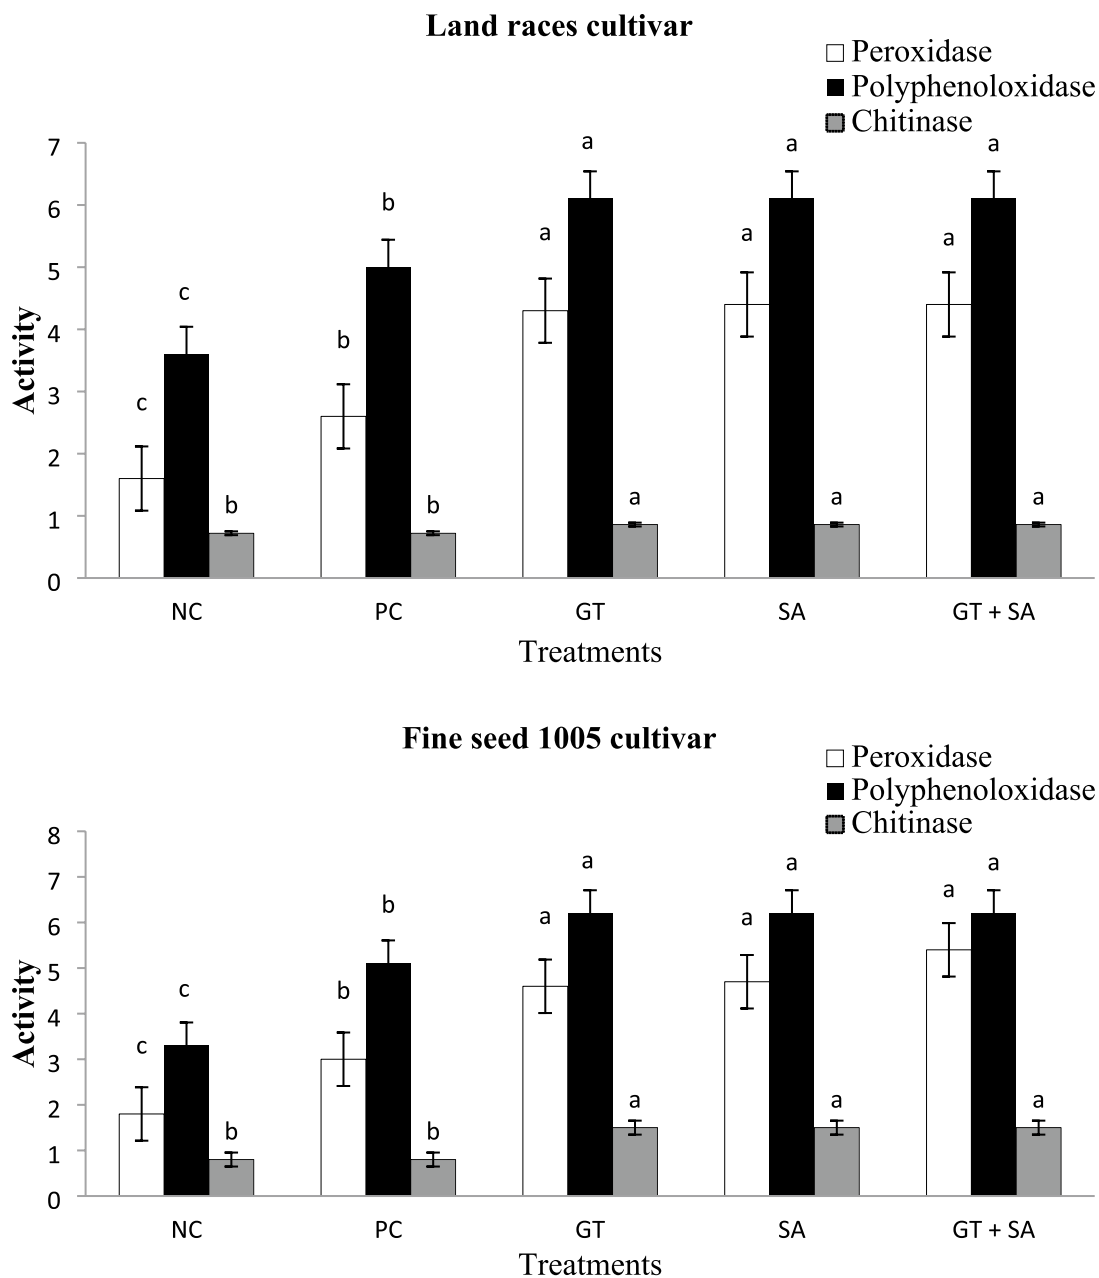 Land races cultivar
Peroxidase
Polyphenoloxidase
Chitinase
7
6
5
4
3
2
1
0
Activity
c
c
b
b
b
b
a
a
a
a
a
a
a
a
a
NC
PC
GT
SA
GT + SA
Treatments
Fine seed 1005 cultivar
Peroxidase
Polyphenoloxidase
Chitinase
8
7
6
5
4
3
2
1
0
Activity
c
c
b
b
b
b
a
a
a
a
a
a
a
a
a
NC
PC
GT
SA
GT + SA
Treatments